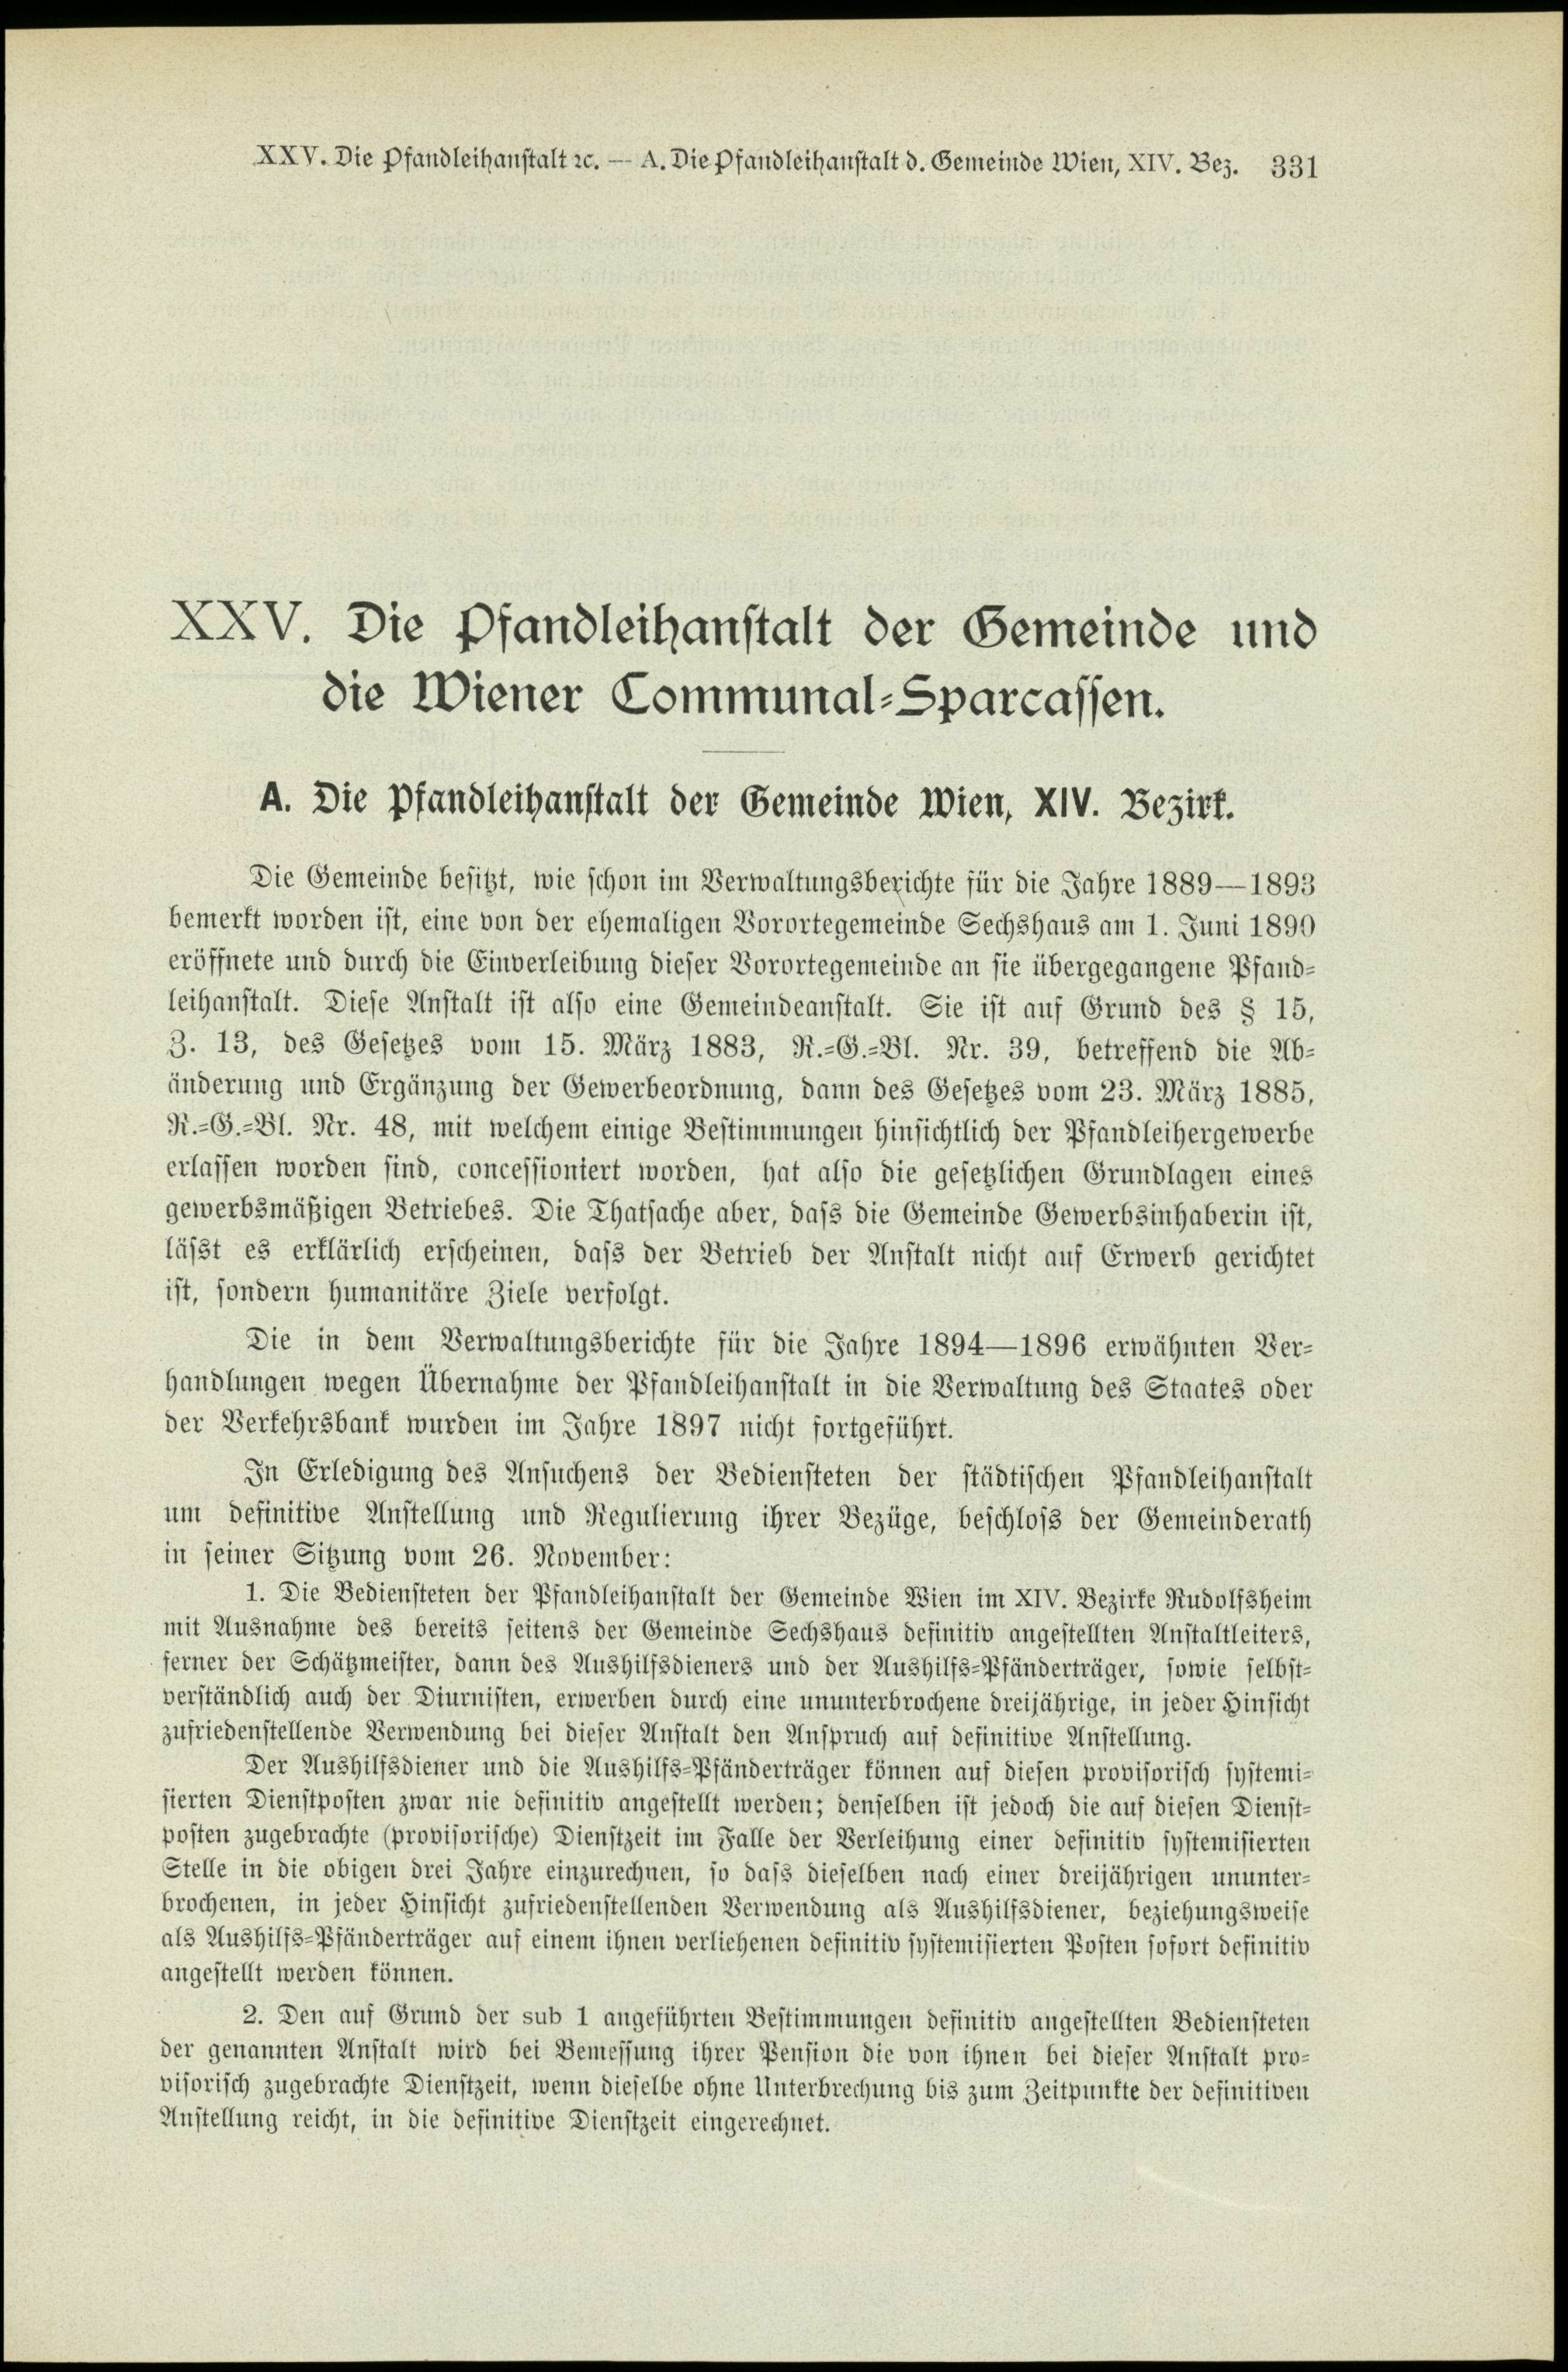 XXV. Die Pfandleihanstalt ꝛc. — A. Die Pfandleihanstalt d. Gemeinde Wien, XIV. Bez. 331
XXV. Die Pfandleihanstalt der Gemeinde und
die Wiener Communal-Sparcassen.
A. Die Pfandleihanstalt der Gemeinde Wien, XIV. Bezirk.
Die Gemeinde besitzt, wie schon im Verwaltungsberichte für die Jahre 1889—1893
bemerkt worden ist, eine von der ehemaligen Vorortegemeinde Sechshaus am 1. Juni 1890
eröffnete und durch die Einverleibung dieser Vorortegemeinde an sie übergegangene Pfand-
leihanstalt. Diese Anstalt ist also eine Gemeindeanstalt. Sie ist auf Grund des § 15,
Z. 13, des Gesetzes vom 15. März 1883, R.-G.-Bl. Nr. 39, betreffend die Ab-
änderung und Ergänzung der Gewerbeordnung, dann des Gesetzes vom 23. März 1885,
R.-G.-Bl. Nr. 48, mit welchem einige Bestimmungen hinsichtlich der Pfandleihergewerbe
erlassen worden sind, concessioniert worden, hat also die gesetzlichen Grundlagen eines
gewerbsmäßigen Betriebes. Die Thatsache aber, dass die Gemeinde Gewerbsinhaberin ist,
lässt es erklärlich erscheinen, dass der Betrieb der Anstalt nicht auf Erwerb gerichtet
ist, sondern humanitäre Ziele verfolgt.
Die in dem Verwaltungsberichte für die Jahre 1894—1896 erwähnten Ver-
handlungen wegen Übernahme der Pfandleihanstalt in die Verwaltung des Staates oder
der Verkehrsbank wurden im Jahre 1897 nicht fortgeführt.
In Erledigung des Ansuchens der Bediensteten der städtischen Pfandleihanstalt
um definitive Anstellung und Regulierung ihrer Bezüge, beschloss der Gemeinderath
in seiner Sitzung vom 26. November:
1. Die Bediensteten der Pfandleihanstalt der Gemeinde Wien im XIV. Bezirke Rudolfsheim
mit Ausnahme des bereits seitens der Gemeinde Sechshaus definitiv angestellten Anstaltleiters,
ferner der Schätzmeister, dann des Aushilfsdieners und der Aushilfs-Pfänderträger, sowie selbst-
verständlich auch der Diurnisten, erwerben durch eine ununterbrochene dreijährige, in jeder Hinsicht
zufriedenstellende Verwendung bei dieser Anstalt den Anspruch auf definitive Anstellung.
Der Aushilfsdiener und die Aushilfs-Pfänderträger können auf diesen provisorisch systemi-
sierten Dienstposten zwar nie definitiv angestellt werden; denselben ist jedoch die auf diesen Dienst-
posten zugebrachte (provisorische) Dienstzeit im Falle der Verleihung einer definitiv systemisierten
Stelle in die obigen drei Jahre einzurechnen, so dass dieselben nach einer dreijährigen ununter-
brochenen, in jeder Hinsicht zufriedenstellenden Verwendung als Aushilfsdiener, beziehungsweise
als Aushilfs-Pfänderträger auf einem ihnen verliehenen definitiv systemisierten Posten sofort definitiv
angestellt werden können.
2. Den auf Grund der sub 1 angeführten Bestimmungen definitiv angestellten Bediensteten
der genannten Anstalt wird bei Bemessung ihrer Pension die von ihnen bei dieser Anstalt pro-
visorisch zugebrachte Dienstzeit, wenn dieselbe ohne Unterbrechung bis zum Zeitpunkte der definitiven
Anstellung reicht, in die definitive Dienstzeit eingerechnet.